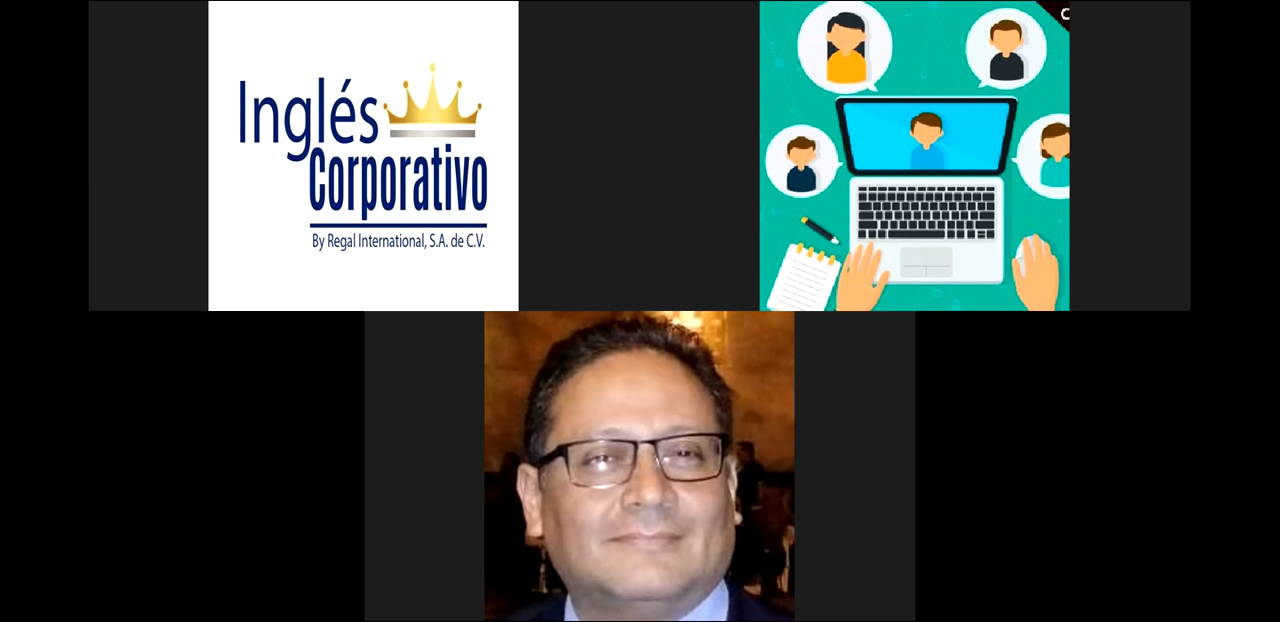 Inglés
Corporativo
By Regal International, S.A. de C.V.